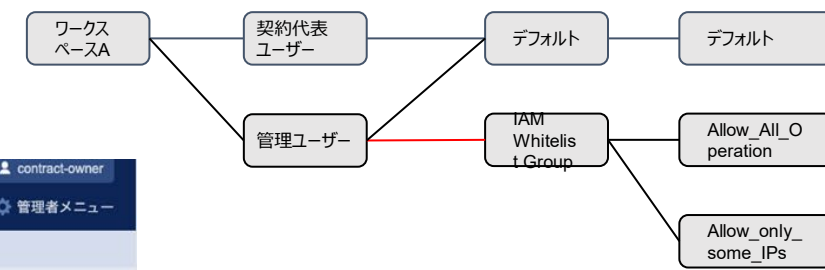 ワークス
ペースA
契約代表
ユーザー
デフォルト
デフォルト
管理ユーザー
IAM
Whitelis
t Group
Allow_All_O
peration
Allow_only_
some_IPs
contract-owner
管理者メニュー